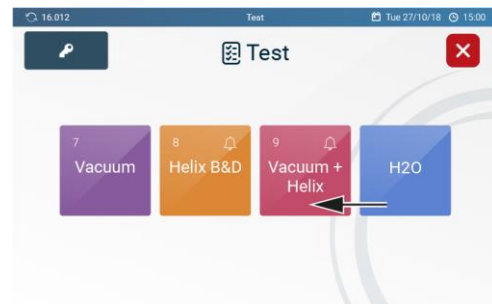 16.012
Test
Tue 27/10/18
15:00
Test
7
Vacuum
8
Helix B&D
9
Vacuum +
Helix
H2O